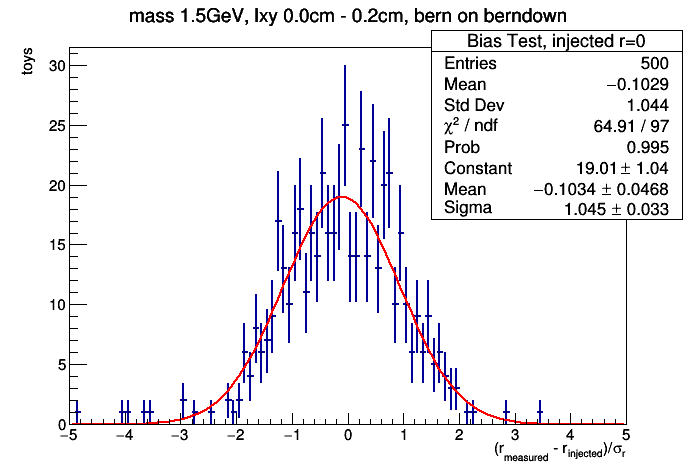 mass 1.5GeV, lxy 0.0cm - 0.2cm, bern on berndown
toys
Bias Test, injected r=0
Entries 500
Mean −0.1029
Std Dev 1.044
χ² / ndf 64.91 / 97
Prob 0.995
Constant 19.01 ± 1.04
Mean −0.1034 ± 0.0468
Sigma 1.045 ± 0.033
30
25
20
15
10
5
0
−5 −4 −3 −2 −1 0 1 2 3 4 5
(r_measured - r_injected)/σ_r